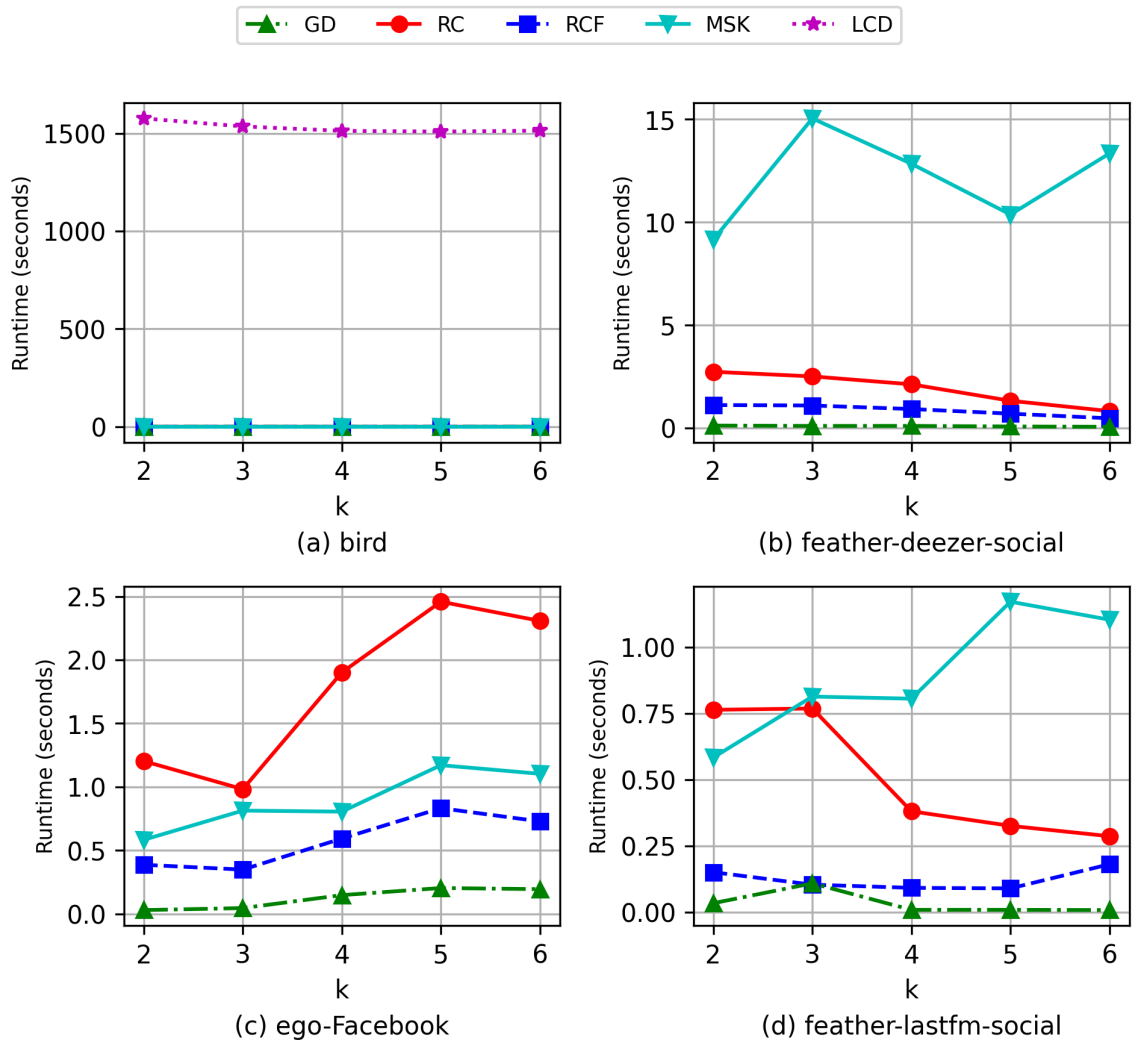 GD RC RCF MSK LCD
Runtime (seconds)
1500
1000
500
0
2 3 4 5 6
k
(a) bird
Runtime (seconds)
15
10
5
0
2 3 4 5 6
k
(b) feather-deezer-social
Runtime (seconds)
2.5
2.0
1.5
1.0
0.5
0.0
2 3 4 5 6
k
(c) ego-Facebook
Runtime (seconds)
1.00
0.75
0.50
0.25
0.00
2 3 4 5 6
k
(d) feather-lastfm-social